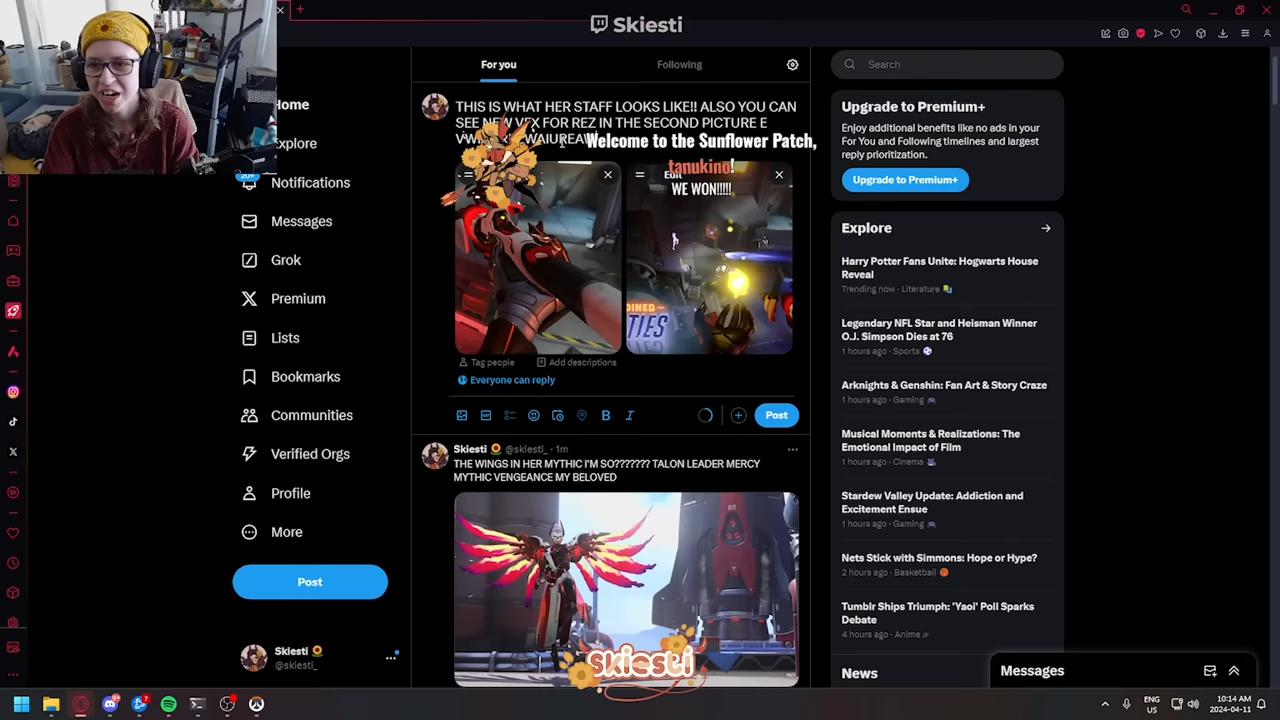 Skiesti
Home
Explore
20+
Notifications
Messages
Grok
Premium
Lists
Bookmarks
Communities
Verified Orgs
Profile
More
Post
Skiesti
@skiesti_
For you
Following
THIS IS WHAT HER STAFF LOOKS LIKE!! ALSO YOU CAN
SEE NEW VFX FOR REZ IN THE SECOND PICTURE E
Welcome to the Sunflower Patch,
tanukino!
WE WON!!!!!
Edit
Tag people
Add descriptions
Everyone can reply
Post
Skiesti @skiesti_ · 1m
THE WINGS IN HER MYTHIC I'M SO??????? TALON LEADER MERCY
MYTHIC VENGEANCE MY BELOVED
skiesti
Search
Upgrade to Premium+
Enjoy additional benefits like no ads in your
For You and Following timelines and largest
reply prioritization.
Upgrade to Premium+
Explore
Harry Potter Fans Unite: Hogwarts House
Reveal
Trending now · Literature
Legendary NFL Star and Heisman Winner
O.J. Simpson Dies at 76
1 hours ago · Sports
Arknights & Genshin: Fan Art & Story Craze
1 hours ago · Gaming
Musical Moments & Realizations: The
Emotional Impact of Film
1 hours ago · Cinema
Stardew Valley Update: Addiction and
Excitement Ensue
1 hours ago · Gaming
Nets Stick with Simmons: Hope or Hype?
2 hours ago · Basketball
Tumblr Ships Triumph: 'Yaoi' Poll Sparks
Debate
4 hours ago · Anime JP
News
Messages
ENG
US
10:14 AM
2024-04-11